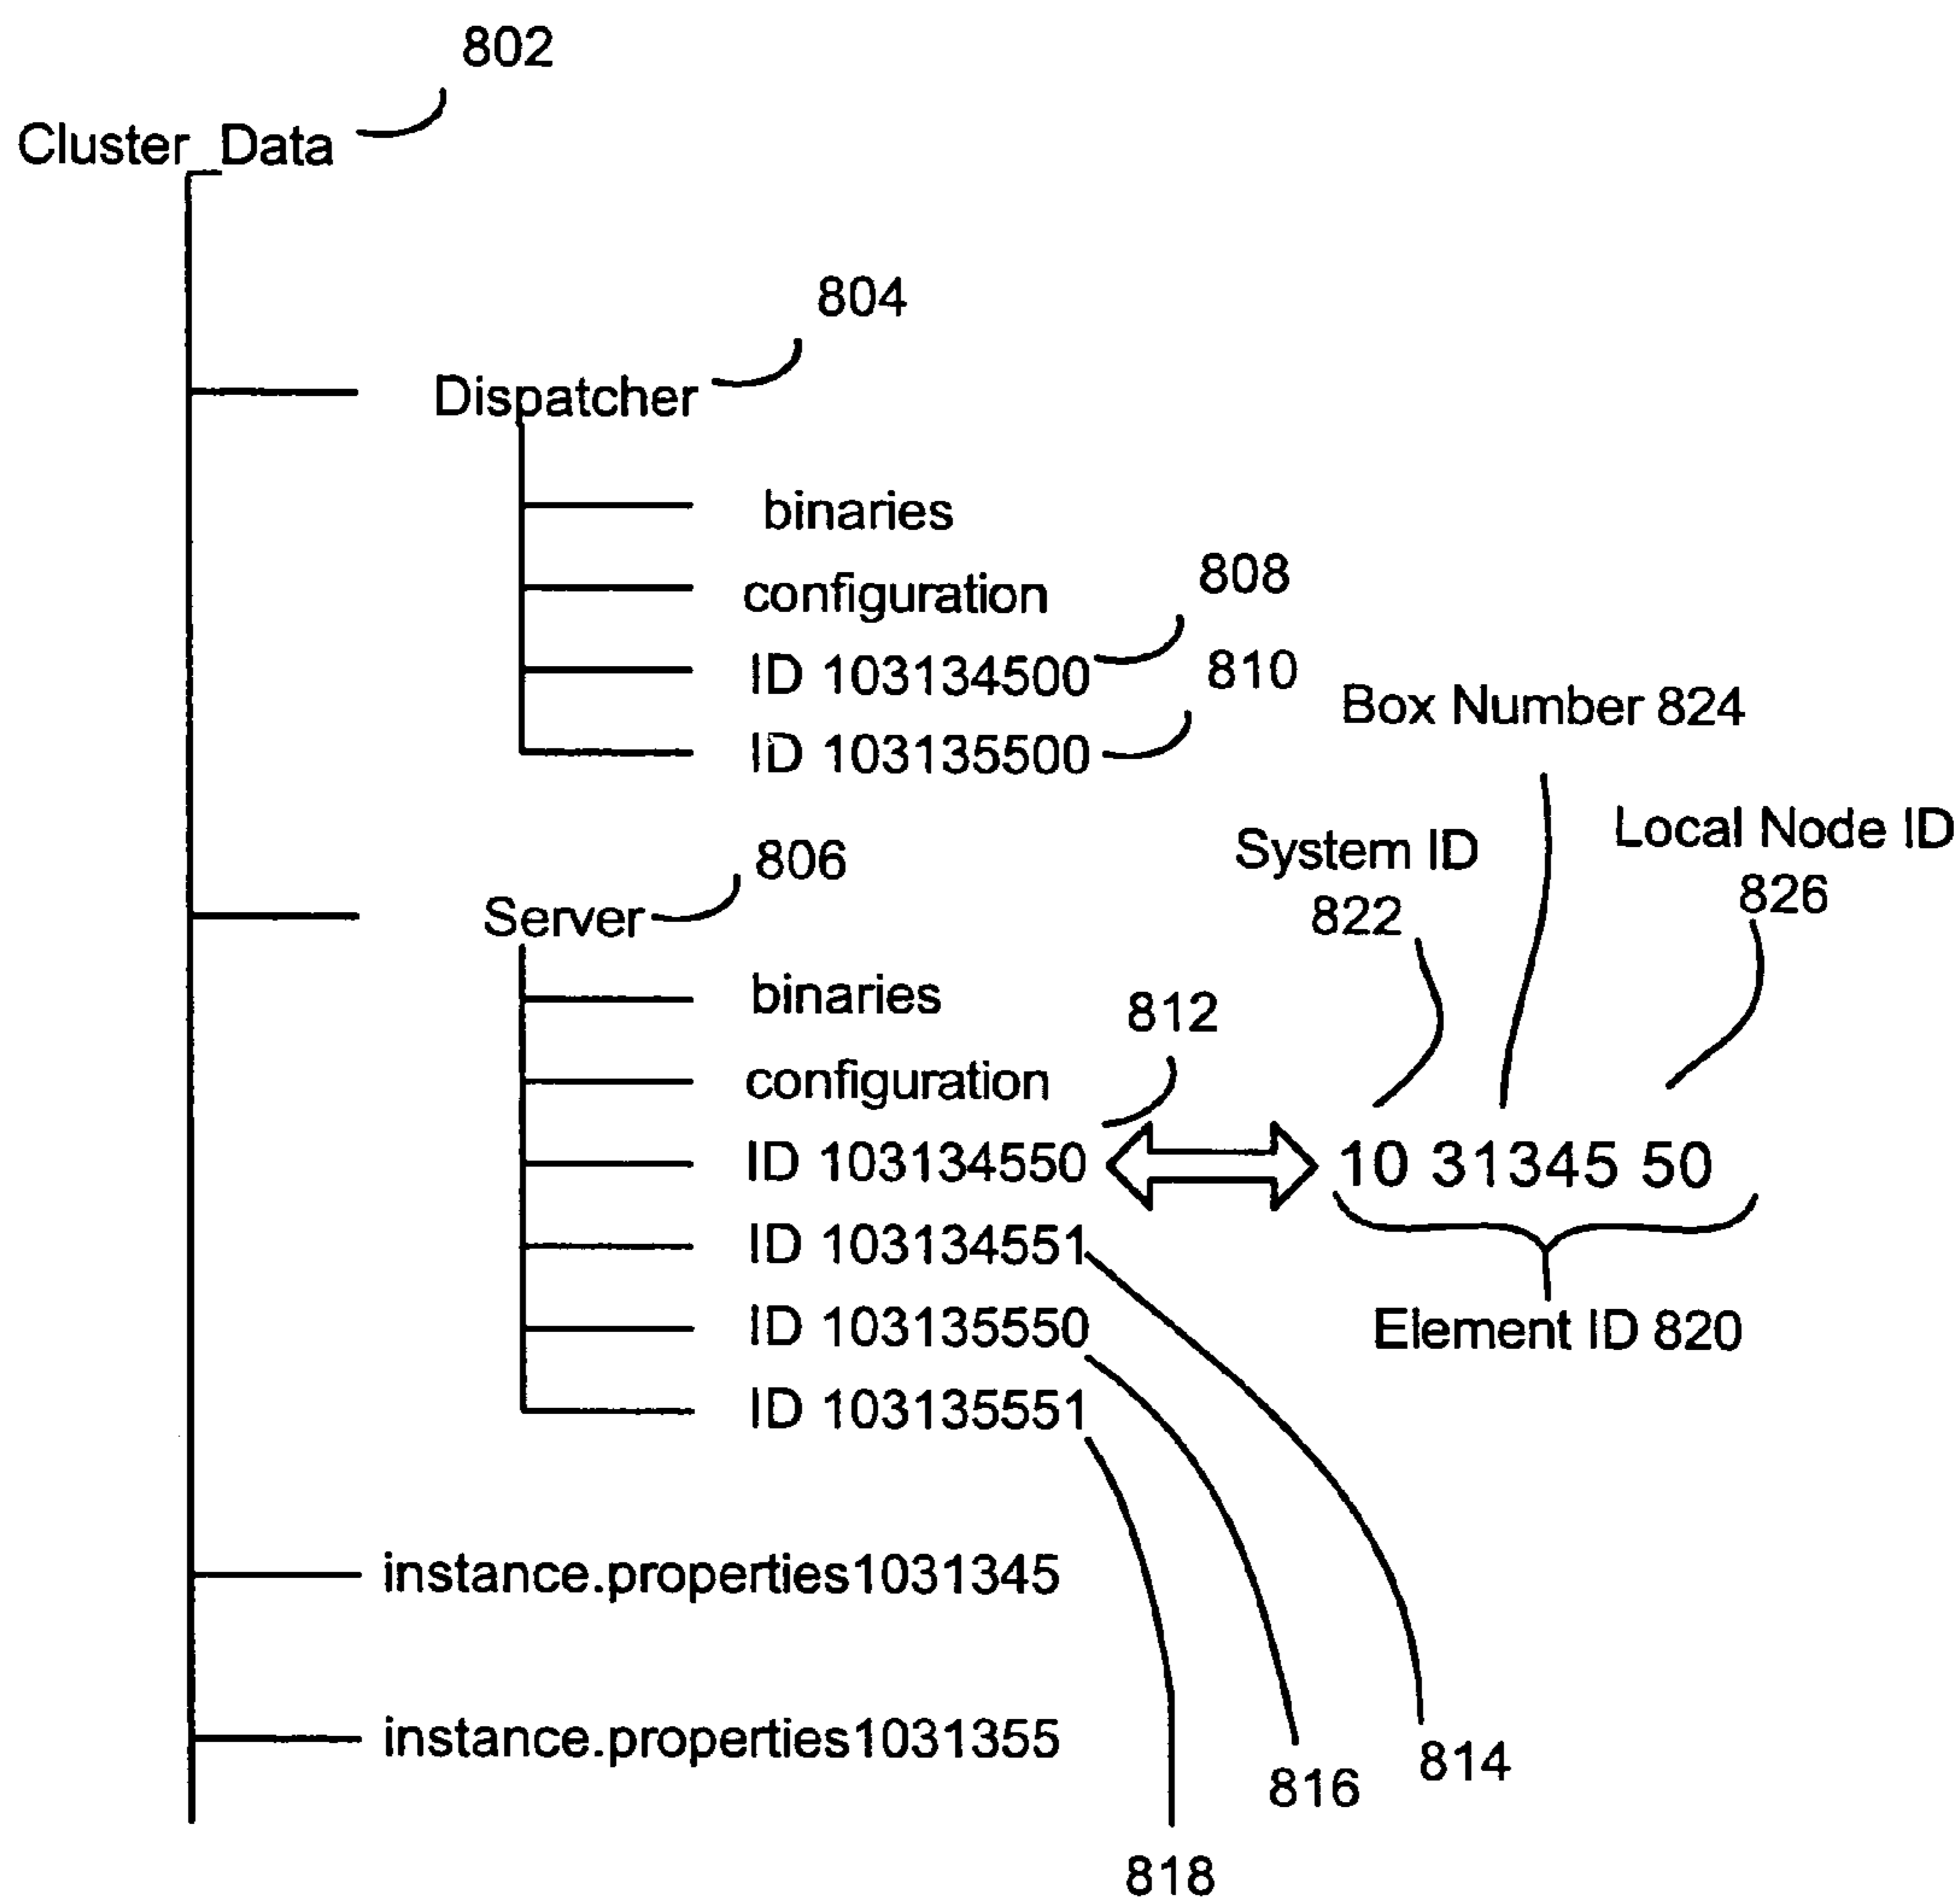 802
Cluster_Data
804
Dispatcher
binaries
configuration
808
ID 103134500
810
ID 103135500
Box Number 824
System ID
822
Local Node ID
826
806
Server
binaries
812
configuration
ID 103134550
10 31345 50
ID 103134551
ID 103135550
Element ID 820
ID 103135551
instance.properties1031345
instance.properties1031355
814
816
818